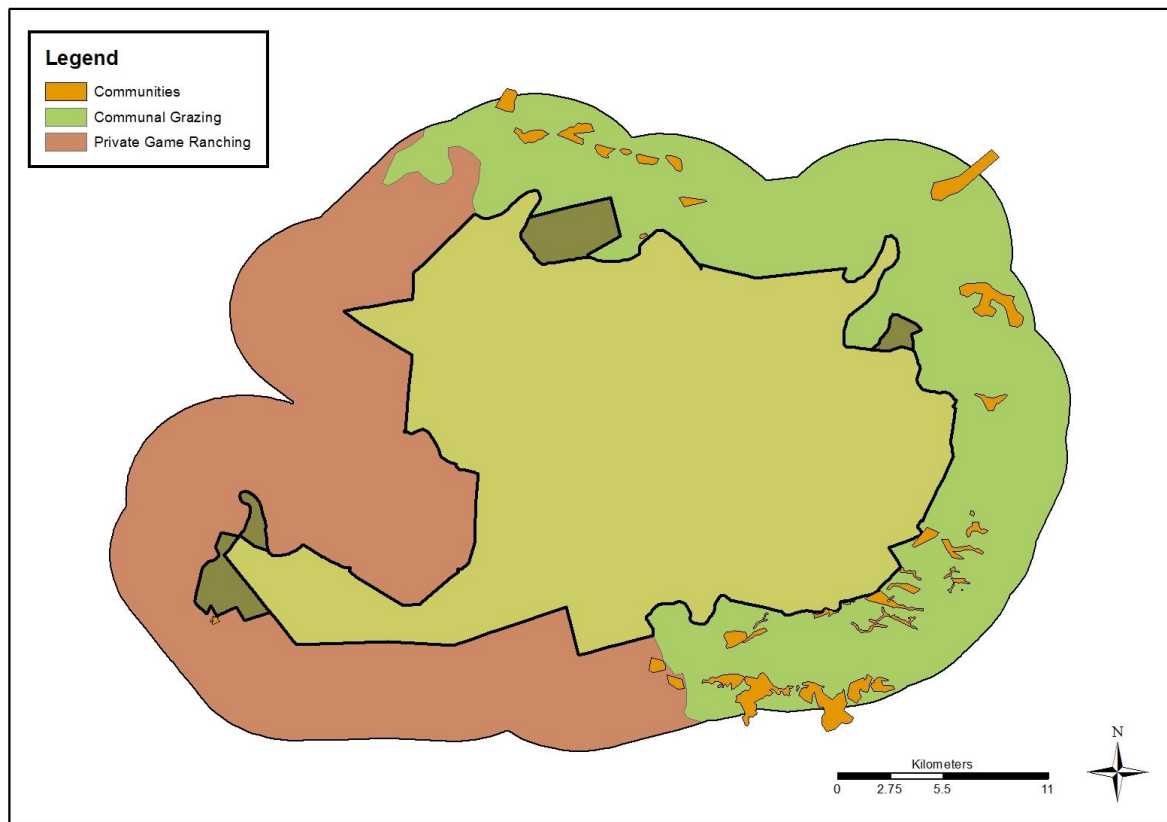 Legend
Communities
Communal Grazing
Private Game Ranching
N
Kilometers
0 2.75 5.5 11